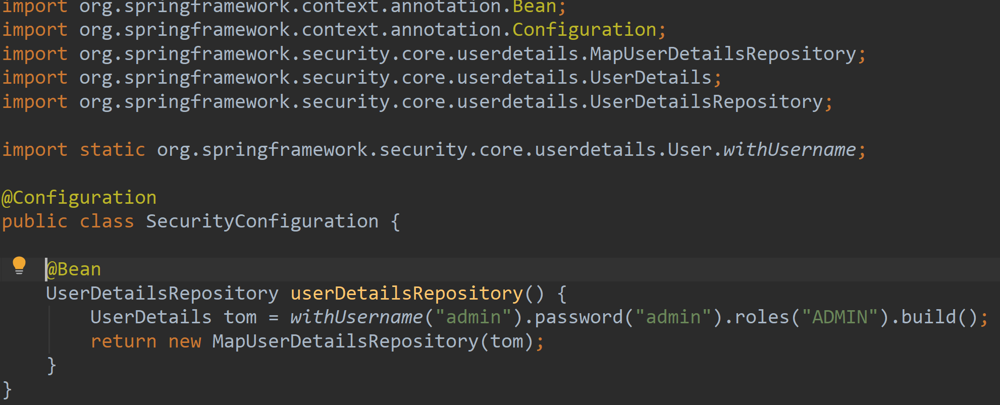 import org.springframework.context.annotation.Bean;
import org.springframework.context.annotation.Configuration;
import org.springframework.security.core.userdetails.MapUserDetailsRepository;
import org.springframework.security.core.userdetails.UserDetails;
import org.springframework.security.core.userdetails.UserDetailsRepository;
import static org.springframework.security.core.userdetails.User.withUsername;
@Configuration
public class SecurityConfiguration {
@Bean
UserDetailsRepository userDetailsRepository() {
UserDetails tom = withUsername("admin").password("admin").roles("ADMIN").build();
return new MapUserDetailsRepository(tom);
}
}